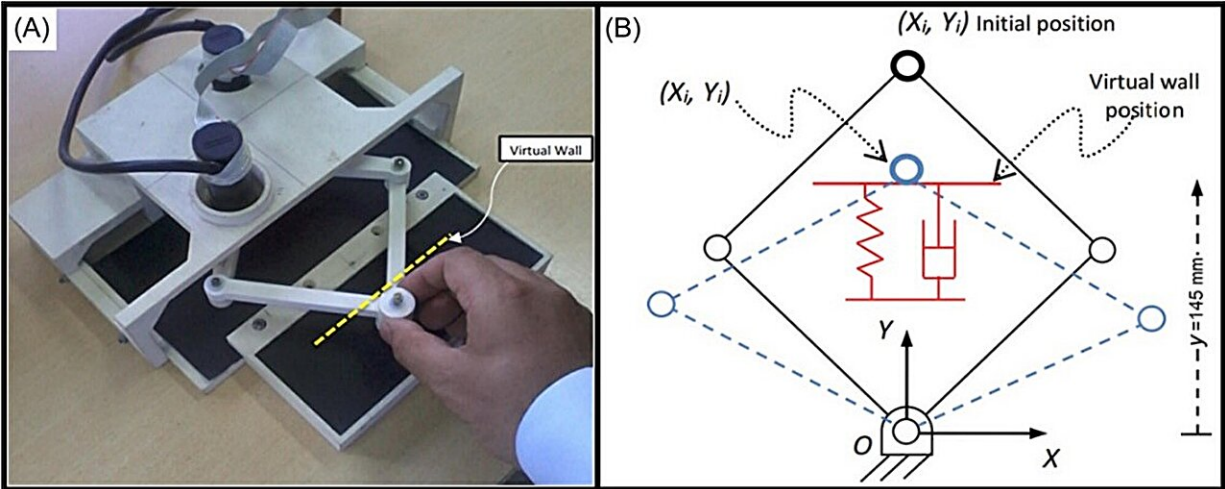 (A)
Virtual Wall
(B)
(Xi, Yi) Initial position
(Xi, Yi)
Virtual wall
position
y =145 mm
Y
O
X